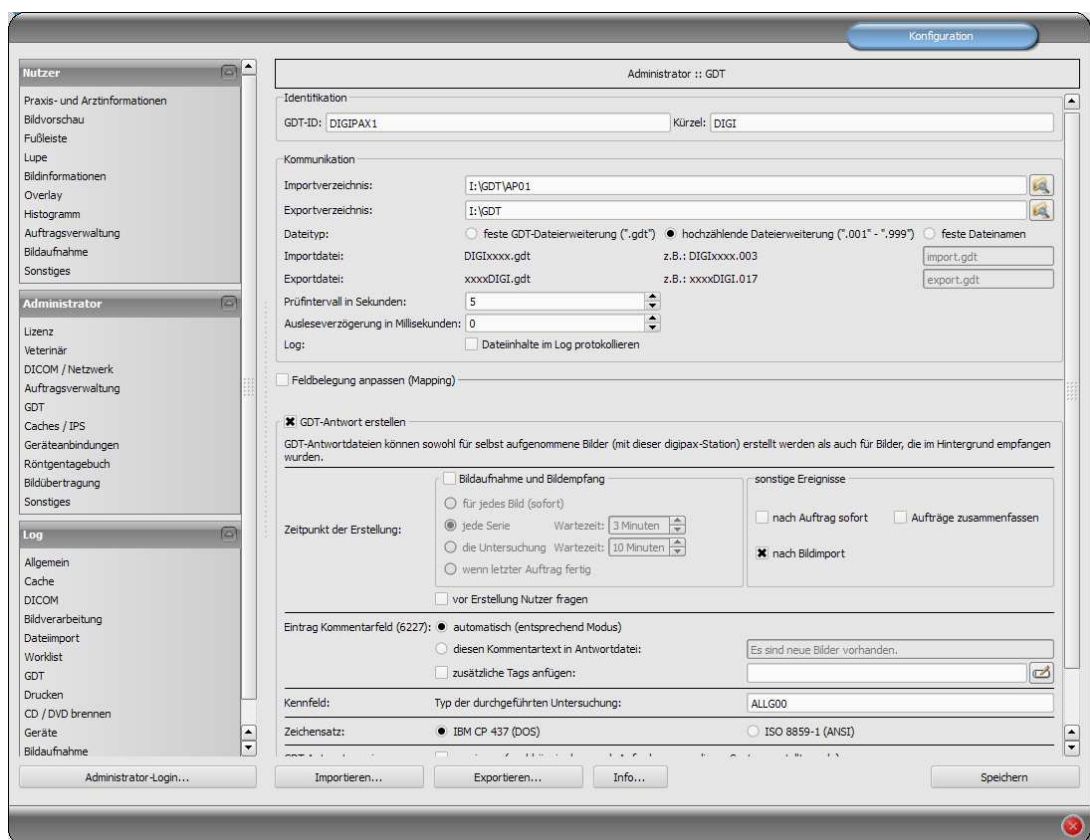 Konfiguration
Nutzer
Praxis- und Arztinformationen
Bildvorschau
Fußleiste
Lupe
Bildinformationen
Overlay
Histogramm
Auftragsverwaltung
Bildaufnahme
Sonstiges
Administrator
Lizenz
Veterinär
DICOM / Netzwerk
Auftragsverwaltung
GDT
Caches / IPS
Geräteanbindungen
Röntgentagebuch
Bildübertragung
Sonstiges
Log
Allgemein
Cache
DICOM
Bildverarbeitung
Dateiimport
Worklist
GDT
Drucken
CD / DVD brennen
Geräte
Bildaufnahme
Administrator-Login...
Administrator :: GDT
Identifikation
GDT-ID: DIGIPAX1 Kürzel: DIGI
Kommunikation
Importverzeichnis: I:\GDT\AP01
Exportverzeichnis: I:\GDT
Dateityp: feste GDT-Dateierweiterung (".gdt") hochzählende Dateierweiterung (".001" - ".999") feste Dateinamen
Importdatei: DIGIxxxx.gdt z.B.: DIGIxxxx.003 import.gdt
Exportdatei: xxxxDIGI.gdt z.B.: xxxxDIGI.017 export.gdt
Prüfintervall in Sekunden: 5
Ausleseverzögerung in Millisekunden: 0
Log: Dateiinhalte im Log protokollieren
Feldbelegung anpassen (Mapping)
GDT-Antwort erstellen
GDT-Antwortdateien können sowohl für selbst aufgenommene Bilder (mit dieser digipax-Station) erstellt werden als auch für Bilder, die im Hintergrund empfangen
wurden.
Zeitpunkt der Erstellung:
Bildaufnahme und Bildempfang
für jedes Bild (sofort)
jede Serie Wartezeit: 3 Minuten
die Untersuchung Wartezeit: 10 Minuten
wenn letzter Auftrag fertig
sonstige Ereignisse
nach Auftrag sofort Aufträge zusammenfassen
nach Bildimport
vor Erstellung Nutzer fragen
Eintrag Kommentarfeld (6227): automatisch (entsprechend Modus)
diesen Kommentartext in Antwortdatei: Es sind neue Bilder vorhanden.
zusätzliche Tags anfügen:
Kennfeld: Typ der durchgeführten Untersuchung: ALLG00
Zeichensatz: IBM CP 437 (DOS) ISO 8859-1 (ANSI)
Importieren... Exportieren... Info... Speichern